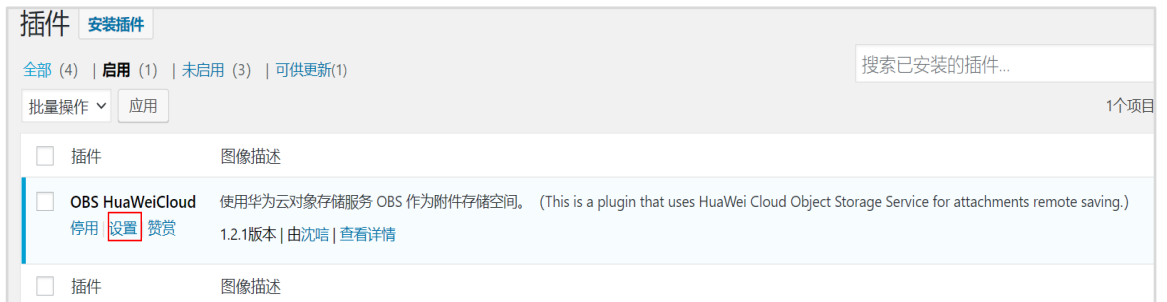 插件 安装插件
全部 (4) | 启用 (1) | 未启用 (3) | 可供更新(1)
搜索已安装的插件...
批量操作 应用
1个项目
插件 图像描述
OBS HuaWeiCloud 使用华为云对象存储服务 OBS 作为附件存储空间。 (This is a plugin that uses HuaWei Cloud Object Storage Service for attachments remote saving.)
停用 | 设置 | 赞赏 1.2.1版本 | 由沈唁 | 查看详情
插件 图像描述